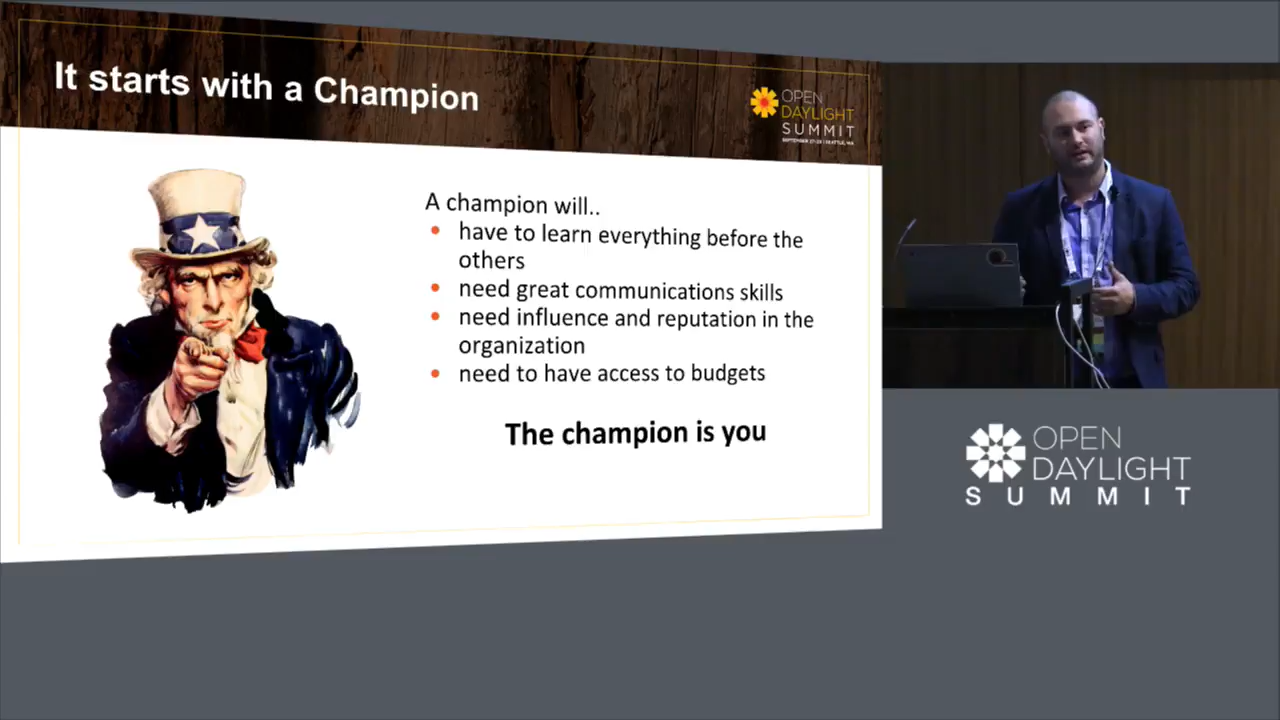 It starts with a Champion
OPEN
DAYLIGHT
SUMMIT
A champion will..
• have to learn everything before the
others
• need great communications skills
• need influence and reputation in the
organization
• need to have access to budgets
The champion is you
OPEN
DAYLIGHT
SUMMIT